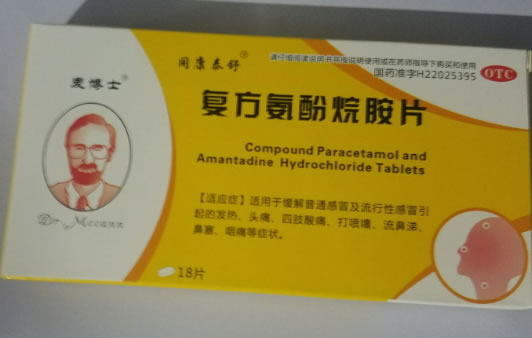 请仔细阅读说明书并按说明使用或在药师指导下购买和使用
国药准字H22025395
OTC
同康泰舒®
麦博士®
复方氨酚烷胺片
Compound Paracetamol and
Amantadine Hydrochloride Tablets
【适应症】适用于缓解普通感冒及流行性感冒引
起的发热、头痛、四肢酸痛、打喷嚏、流鼻涕、
鼻塞、咽痛等症状。
18片